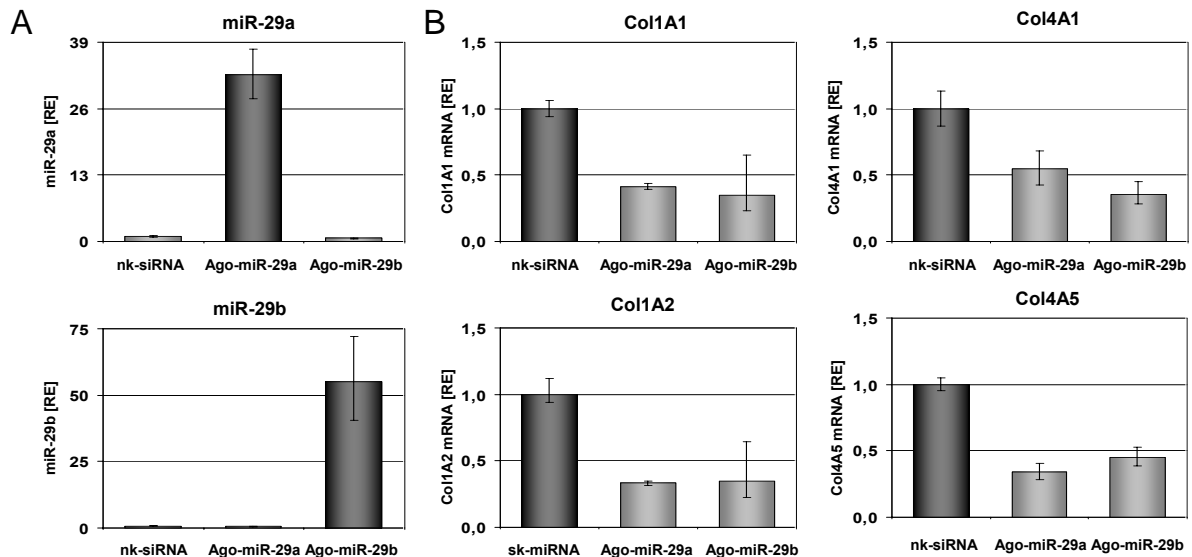 A
miR-29a
miR-29a [RE]
39
26
13
0
nk-siRNA Ago-miR-29a Ago-miR-29b
miR-29b
miR-29b [RE]
75
50
25
0
nk-siRNA Ago-miR-29a Ago-miR-29b
B
Col1A1
Col1A1 mRNA [RE]
1,5
1,0
0,5
0,0
nk-siRNA Ago-miR-29a Ago-miR-29b
Col4A1
Col4A1 mRNA [RE]
1,5
1,0
0,5
0,0
nk-siRNA Ago-miR-29a Ago-miR-29b
Col1A2
Col1A2 mRNA [RE]
1,5
1,0
0,5
0,0
sk-miRNA Ago-miR-29a Ago-miR-29b
Col4A5
Col4A5 mRNA [RE]
1,5
1,0
0,5
0,0
nk-siRNA Ago-miR-29a Ago-miR-29b